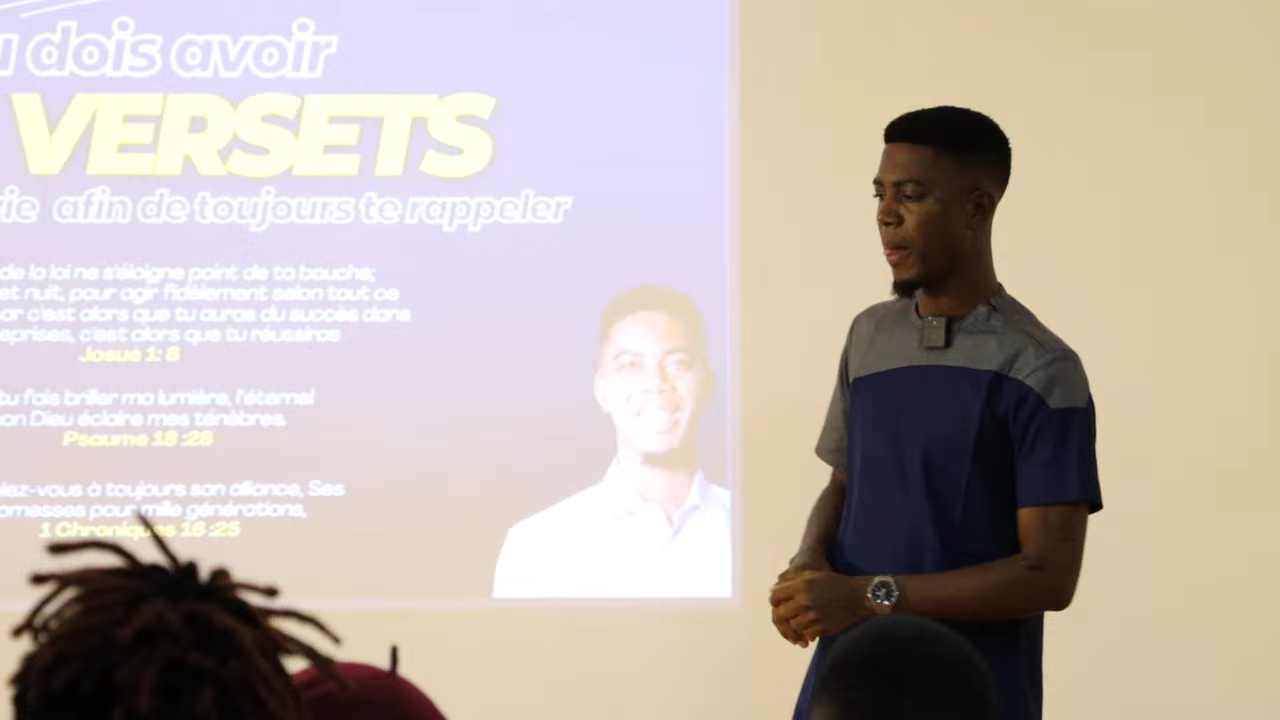 dois avoir
VERSETS
afin de toujours te rappeler
de la loi ne s'éloigne point de ta bouche;
et nuit, pour agir fidèlement selon tout ce
car c'est alors que tu auras du succès dans
c'est alors que tu réussiras
Josué 1: 8
tu fais briller ma lumière, l'éternel
mon Dieu éclaire mes ténèbres.
Psaume 18 :28
à toujours son alliance, Ses
pour mille générations,
1 Chroniques 16 :25